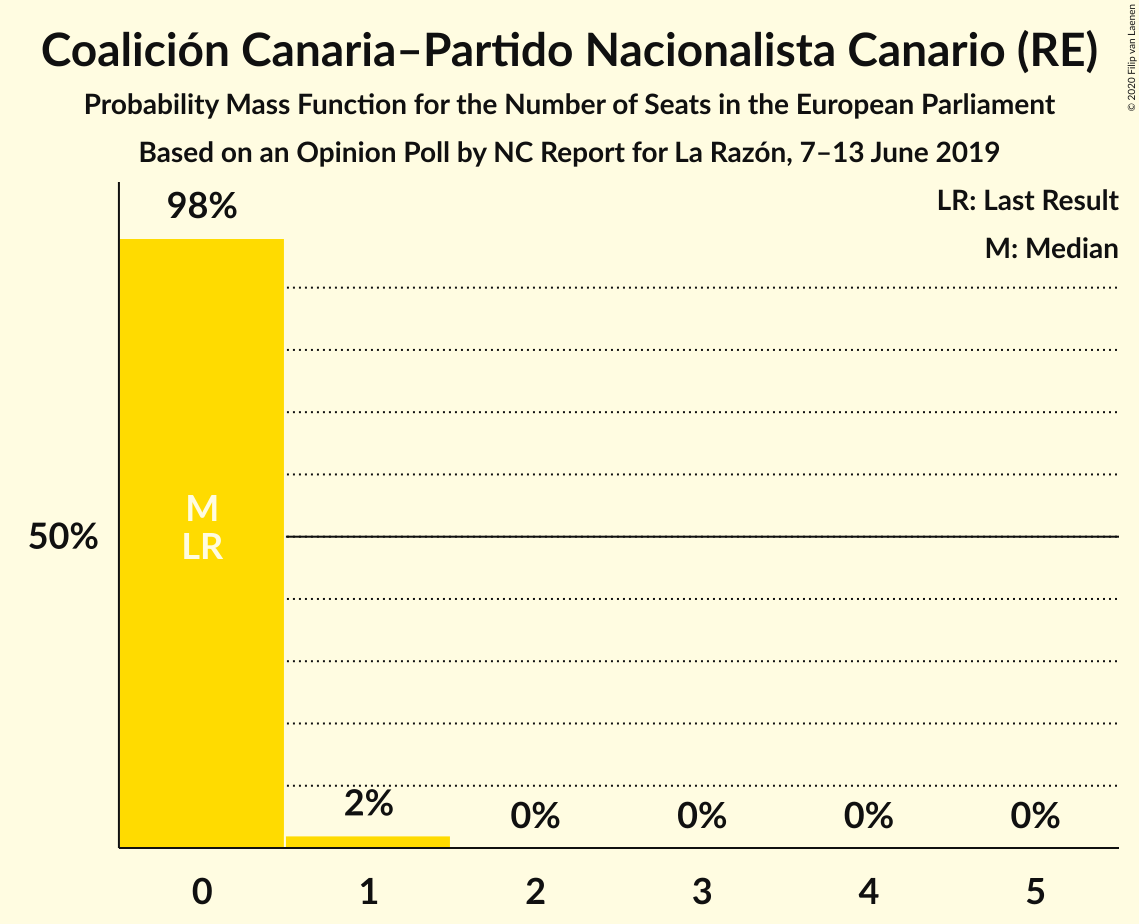 Coalición Canaria–Partido Nacionalista Canario (RE)
Probability Mass Function for the Number of Seats in the European Parliament
Based on an Opinion Poll by NC Report for La Razón, 7–13 June 2019
© 2020 Filip van Laenen
LR: Last Result
M: Median
98%
M
LR
50%
2%
0%
0%
0%
0%
0 1 2 3 4 5